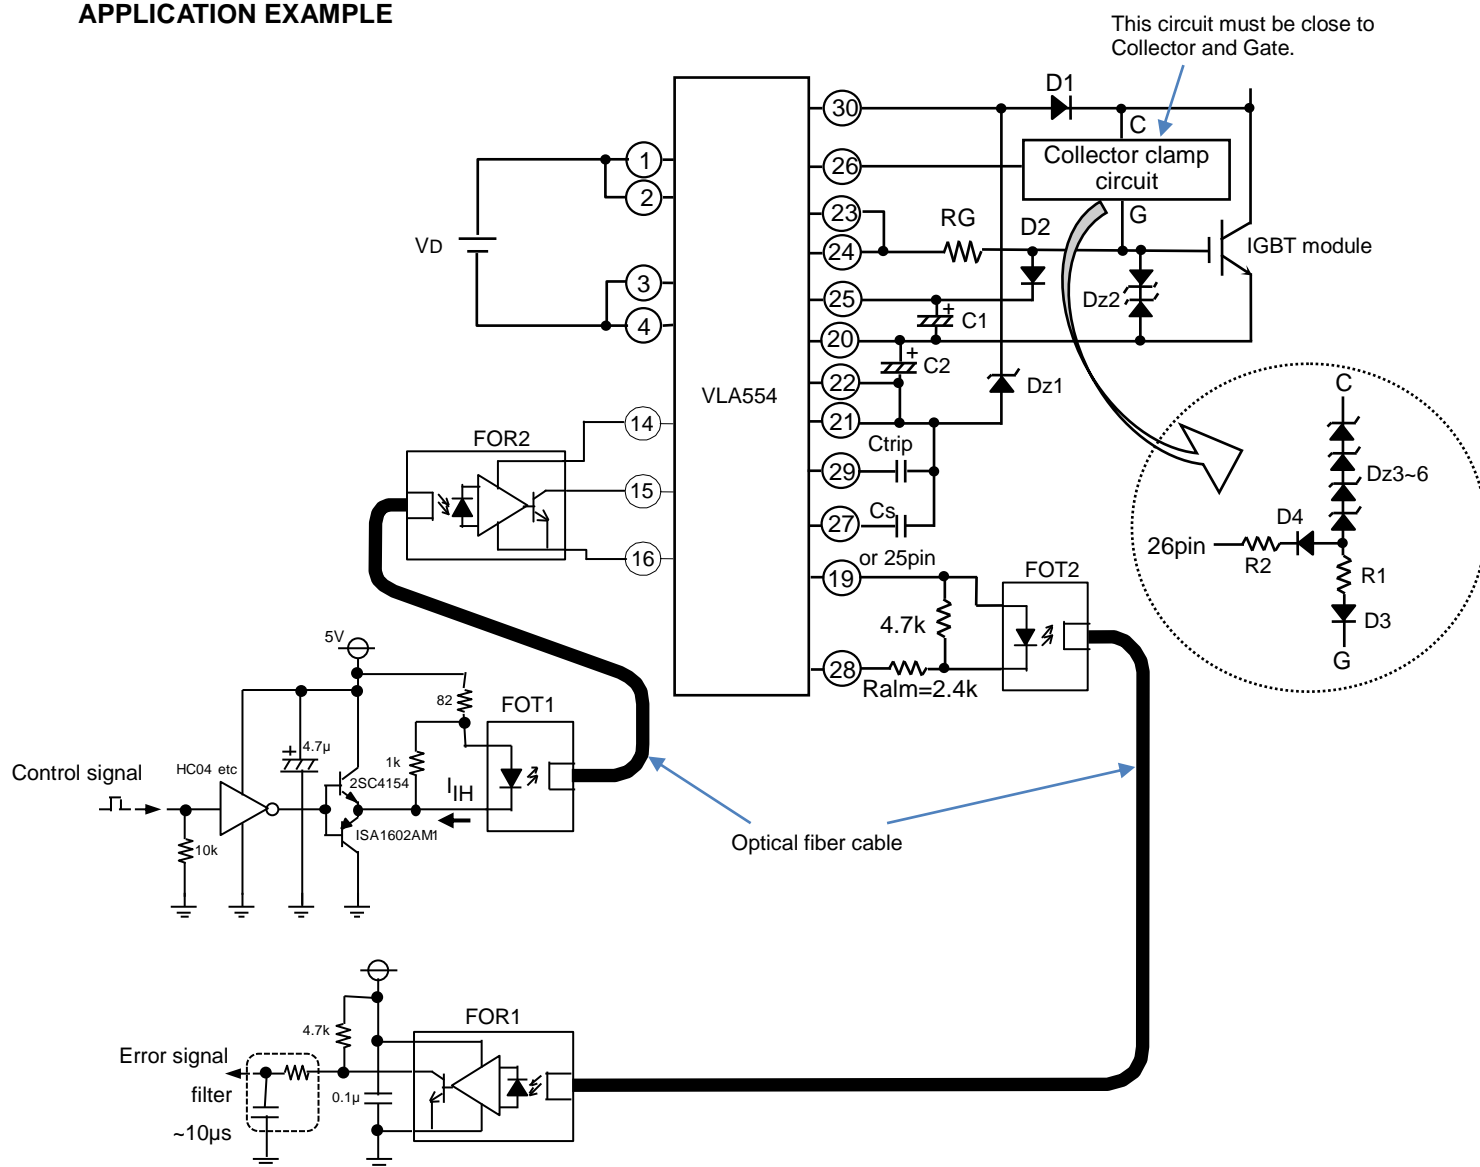 APPLICATION EXAMPLE
This circuit must be close to
Collector and Gate.
D1
30
C
Collector clamp
circuit
26
1
2
23
RG
D2
G
IGBT module
24
VD
3
25
+
C1
Dz2
4
20
+
C2
22
Dz1
VLA554
21
C
14
FOR2
Ctrip
29
Dz3~6
15
Cs
27
D4
26pin
R2
R1
16
or 25pin
19
FOT2
D3
4.7k
G
5V
28
Ralm=2.4k
82
FOT1
4.7µ
+
1k
Control signal
HC04 etc
2SC4154
IIH
ISA1602AM1
10k
Optical fiber cable
FOR1
4.7k
Error signal
filter
0.1µ
~10µs